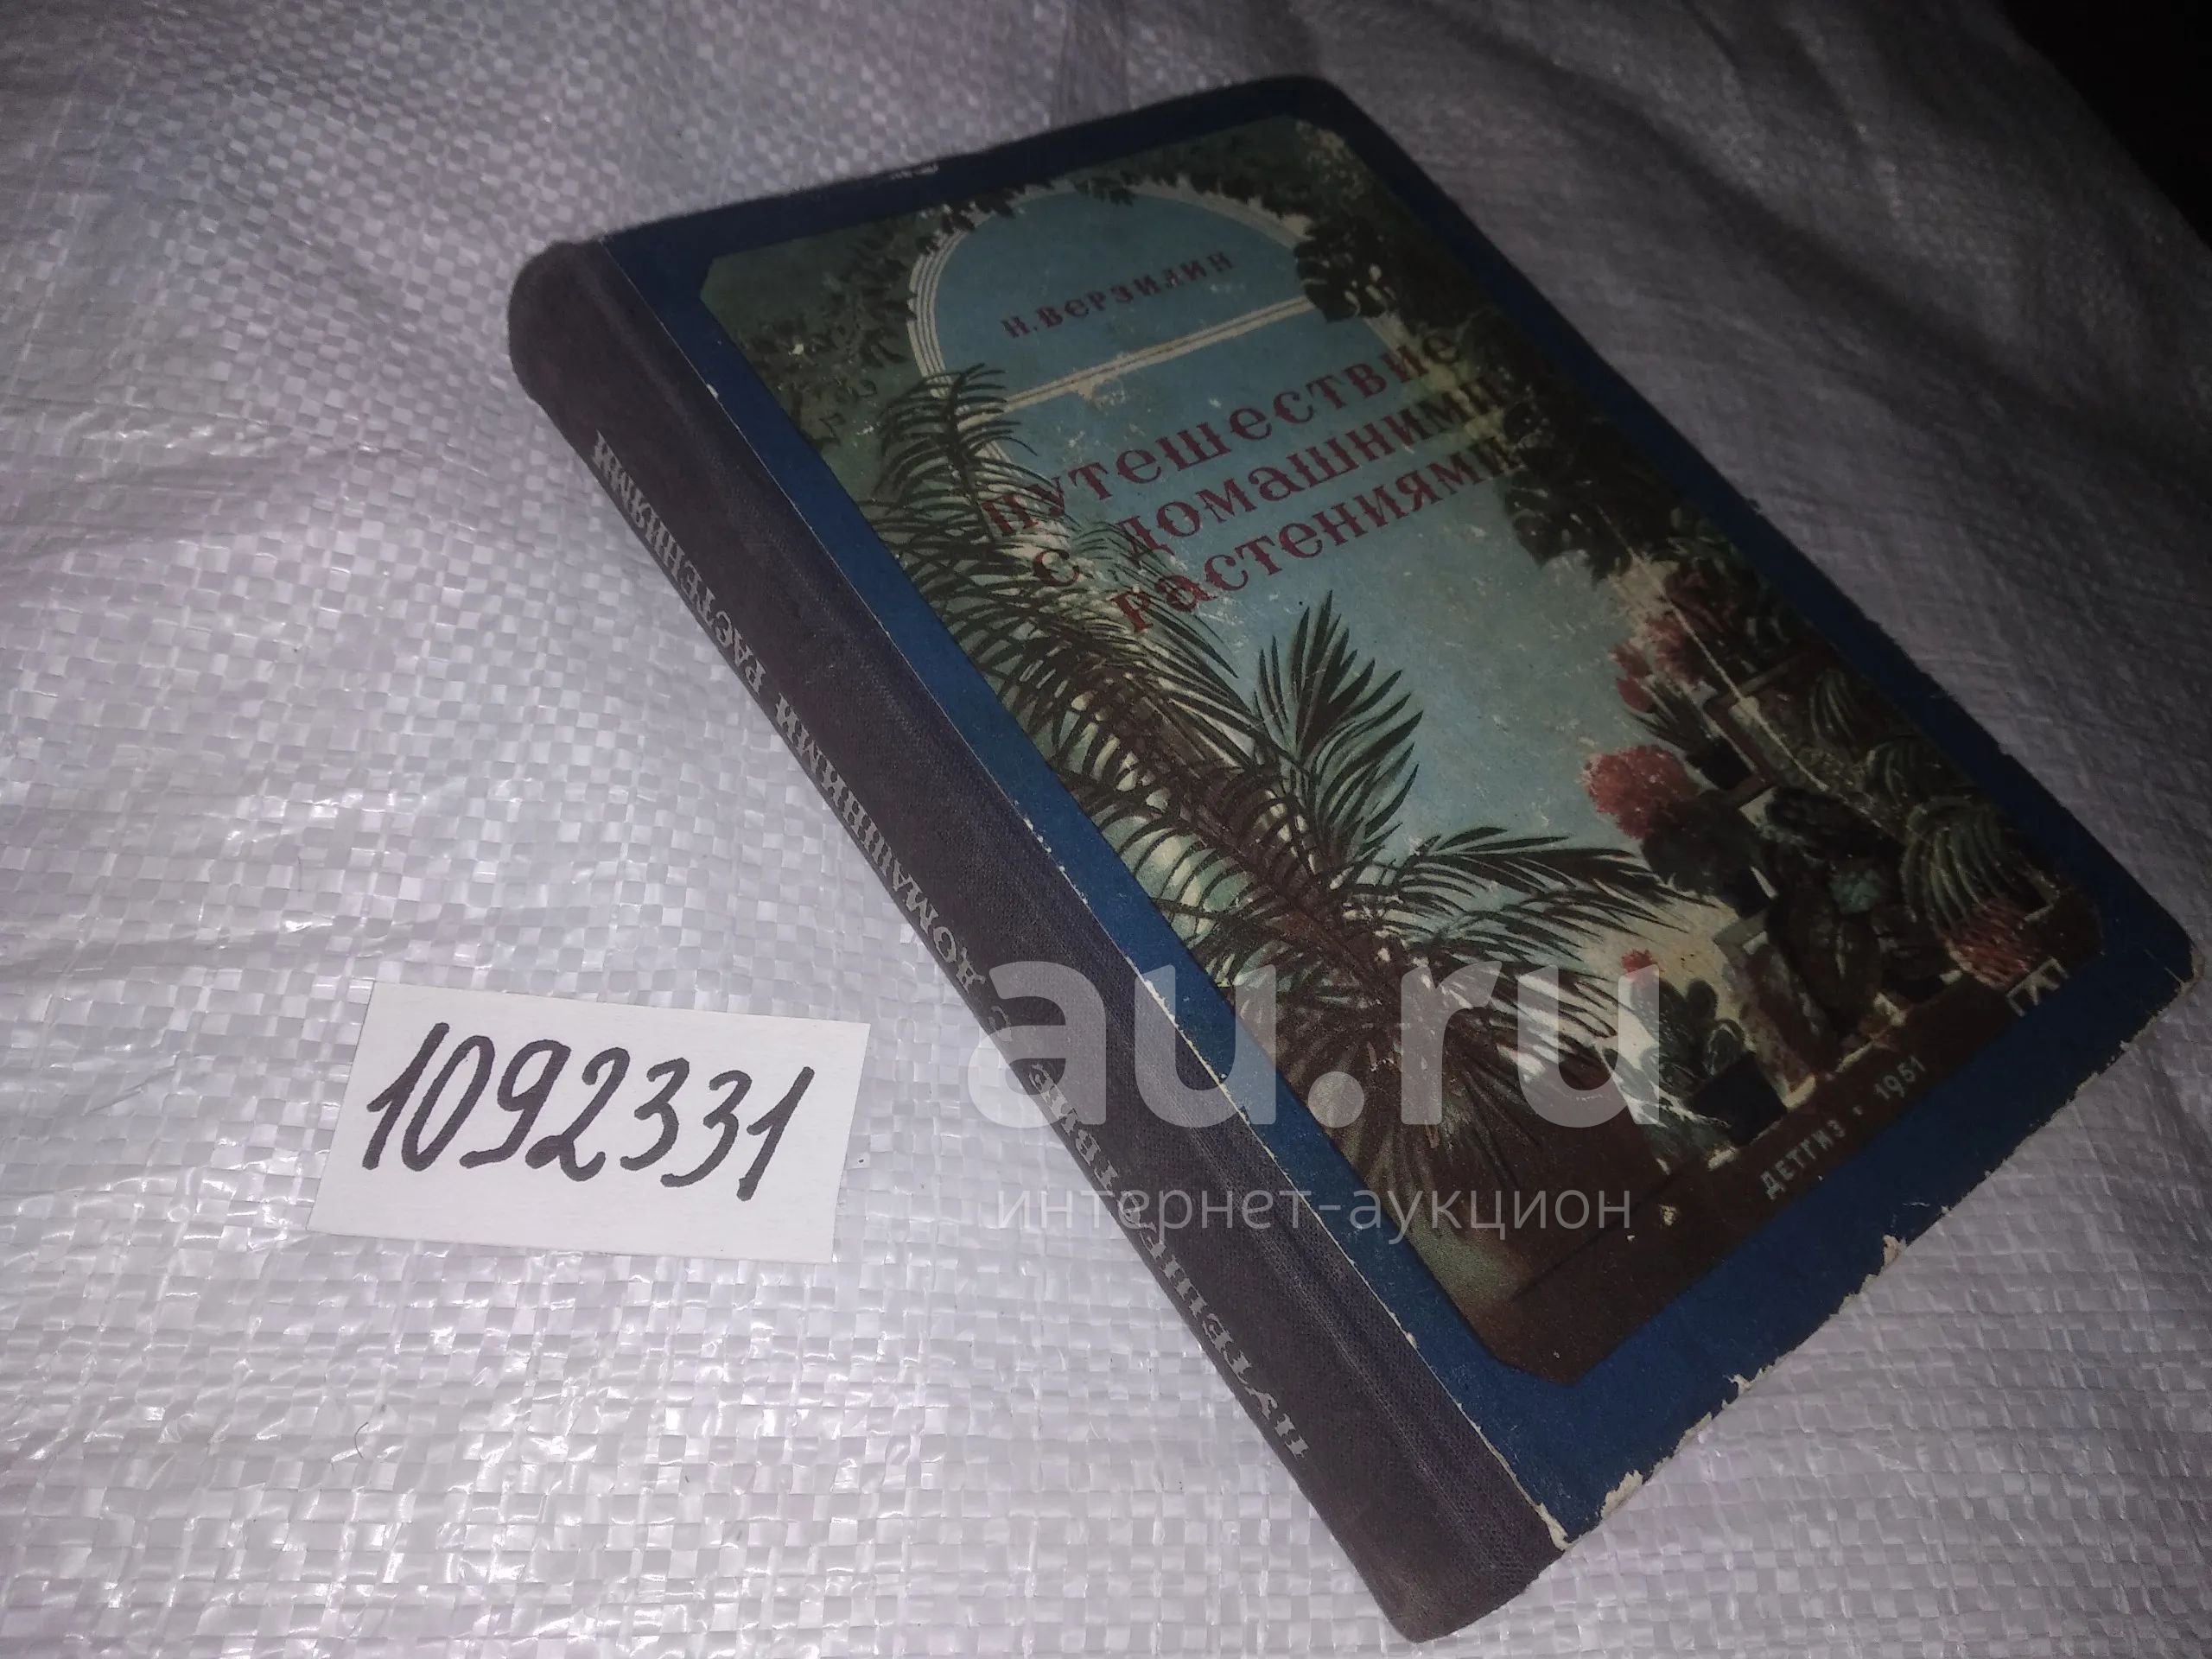 Н. Верзилин
Путешествие
с домашними
растениями
ДЕТГИЗ • 1951
ПУТЕШЕСТВИЕ С ДОМАШНИМИ РАСТЕНИЯМИ
1092331
au.ru
интернет-аукцион